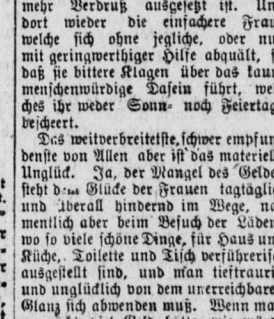 mehr Verdruß ausgesetzt ist. Un
dort wieder die einfachere Frau
welche sich ohne jegliche, oder nu
mit geringwerthiger Hilfe abquält, s
daß sie bittere Klagen über das kaum
menschenwürdige Dasein führt, wel
ches ihr weder Sonn- noch Feiertag
bescheert.
Das weitverbreitetste, schwer empfun
denste von Allen aber ist das materiel
Unglück. Ja, der Mangel des Gelde
steht dem Glücke der Frauen tagtägli
und überall hindernd im Wege, na
mentlich aber beim Besuch der Läden
wo so viele schöne Dinge, für Haus un
Küche, Toilette und Tisch verführeris
ausgestellt sind, und man tieftraurig
und unglücklich von dem unerreichbare
Glanz sich abwenden muß. Wenn ma